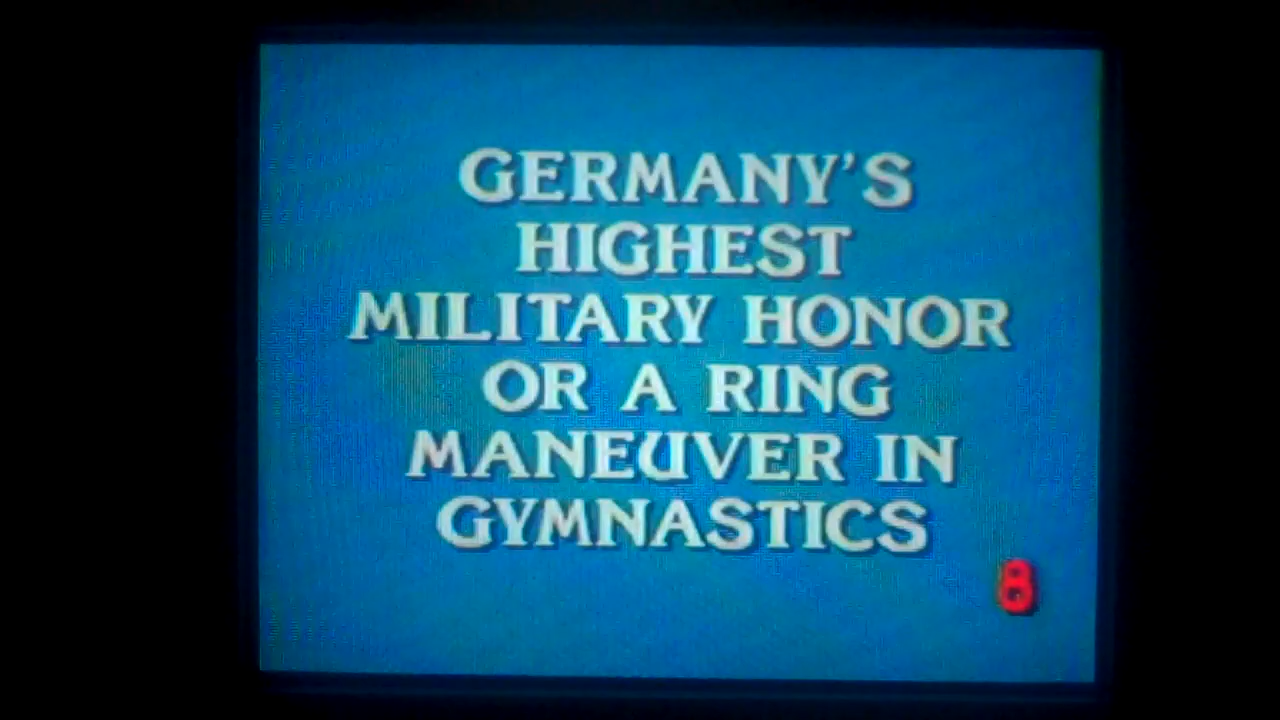 GERMANY'S
HIGHEST
MILITARY HONOR
OR A RING
MANEUVER IN
GYMNASTICS
8